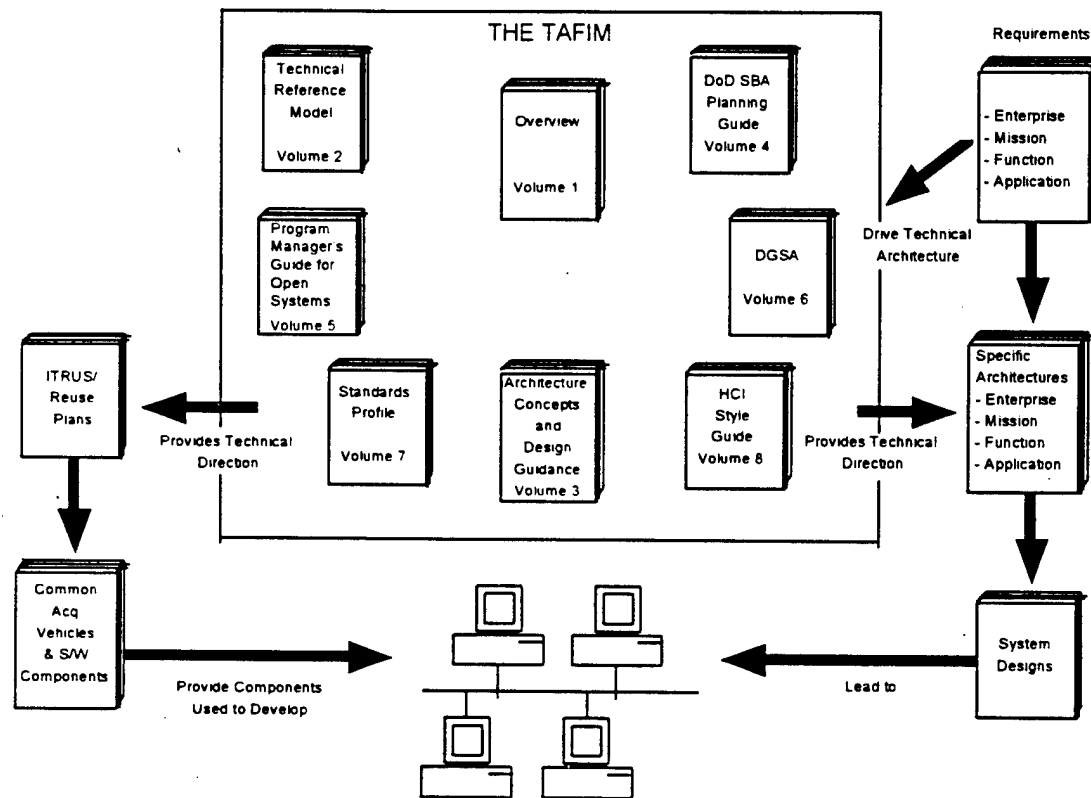 THE TAFIM
Requirements
Technical
Reference
Model
Volume 2
Overview
Volume 1
DoD SBA
Planning
Guide
Volume 4
- Enterprise
- Mission
- Function
- Application
Program
Manager's
Guide for
Open
Systems
Volume 5
DGSA
Volume 6
Drive Technical
Architecture
ITRUS/
Reuse
Plans
Provides Technical
Direction
Standards
Profile
Volume 7
Architecture
Concepts
and
Design
Guidance
Volume 3
HCI
Style
Guide
Volume 8
Provides Technical
Direction
Specific
Architectures
- Enterprise
- Mission
- Function
- Application
Common
Acq
Vehicles
& S/W
Components
Provide Components
Used to Develop
Lead to
System
Designs